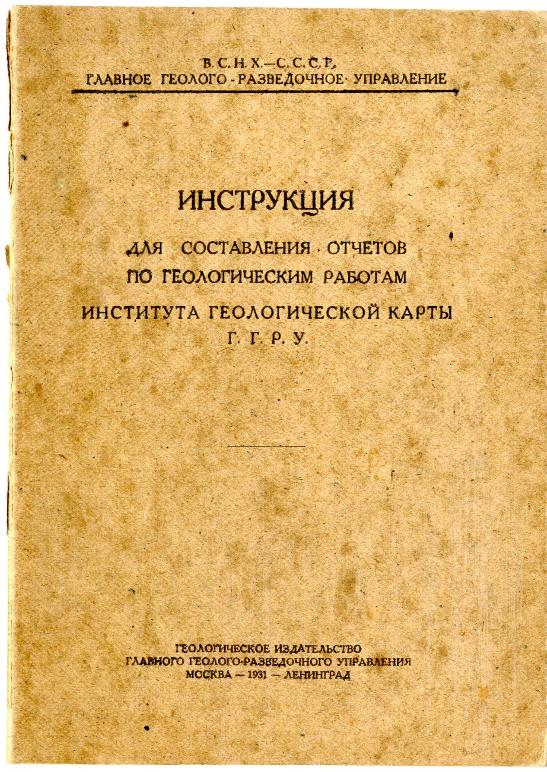 В.С.Н.Х.—С.С.С.Р.
ГЛАВНОЕ ГЕОЛОГО-РАЗВЕДОЧНОЕ УПРАВЛЕНИЕ
ИНСТРУКЦИЯ
ДЛЯ СОСТАВЛЕНИЯ ОТЧЕТОВ
ПО ГЕОЛОГИЧЕСКИМ РАБОТАМ
ИНСТИТУТА ГЕОЛОГИЧЕСКОЙ КАРТЫ
Г. Г. Р. У.
ГЕОЛОГИЧЕСКОЕ ИЗДАТЕЛЬСТВО
ГЛАВНОГО ГЕОЛОГО-РАЗВЕДОЧНОГО УПРАВЛЕНИЯ
МОСКВА — 1931 — ЛЕНИНГРАД